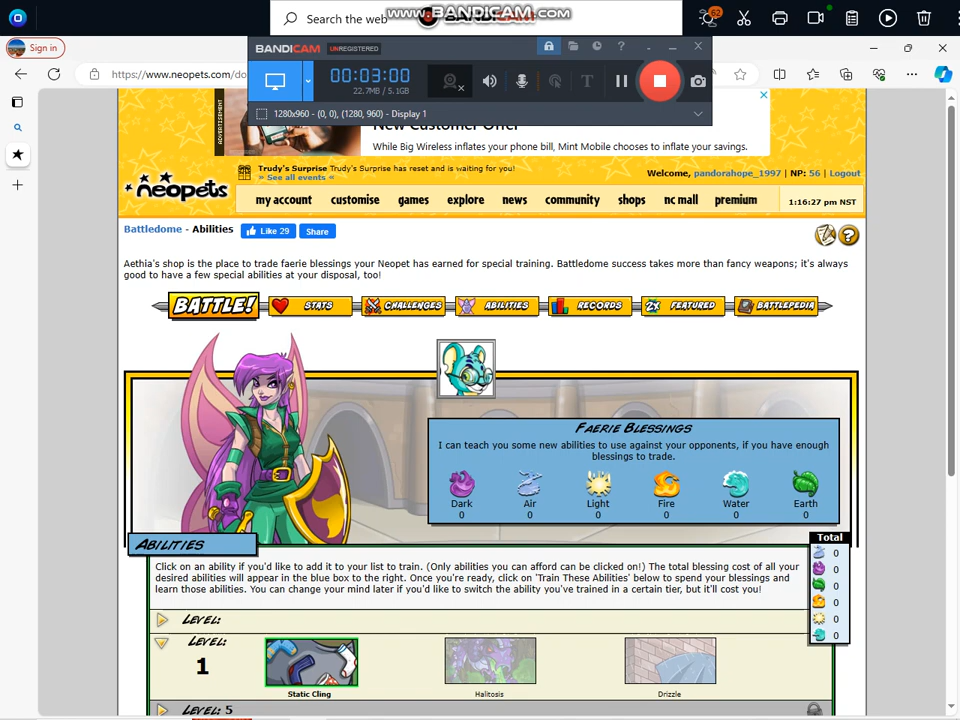 Search the web
www.BANDICAM.com
62
Sign in
BANDICAM UNREGISTERED
https://www.neopets.com/do
00:03:00
22.7MB / 5.1GB
1280x960 - (0, 0), (1280, 960) - Display 1
ADVERTISEMENT
New Customer Offer
While Big Wireless inflates your phone bill, Mint Mobile chooses to inflate your savings.
neopets
Trudy's Surprise Trudy's Surprise has reset and is waiting for you!
» See all events «
Welcome, pandorahope_1997 | NP: 56 | Logout
my account customise games explore news community shops nc mall premium 1:16:27 pm NST
Battledome - Abilities Like 29 Share
Aethia's shop is the place to trade faerie blessings your Neopet has earned for special training. Battledome success takes more than fancy weapons; it's always
good to have a few special abilities at your disposal, too!
BATTLE! STATS CHALLENGES ABILITIES RECORDS FEATURED BATTLEPEDIA
FAERIE BLESSINGS
I can teach you some new abilities to use against your opponents, if you have enough
blessings to trade.
Dark Air Light Fire Water Earth
0 0 0 0 0 0
ABILITIES
Total
0
0
0
0
0
0
Click on an ability if you'd like to add it to your list to train. (Only abilities you can afford can be clicked on!) The total blessing cost of all your
desired abilities will appear in the blue box to the right. Once you're ready, click on 'Train These Abilities' below to spend your blessings and
learn those abilities. You can change your mind later if you'd like to switch the ability you've trained in a certain tier, but it'll cost you!
LEVEL:
LEVEL:
1
Static Cling Halitosis Drizzle
LEVEL: 5